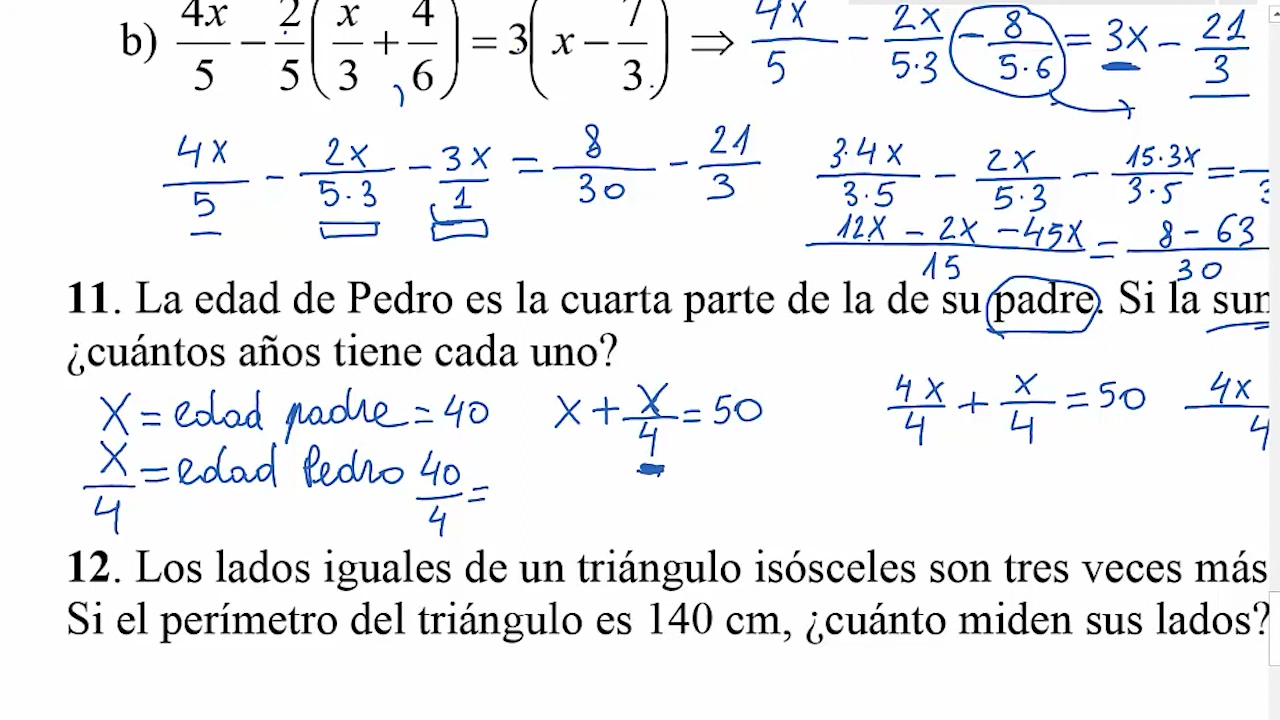 b) 4x/5 − 2/5 (x/3 + 4/6) = 3(x − 7/3) ⇒ 4x/5 − 2x/5·3 − 8/5·6 = 3x − 21/3
4x/5 − 2x/5·3 − 3x/1 = 8/30 − 21/3   3·4x/3·5 − 2x/5·3 − 15·3x/3·5 =
12x − 2x − 45x/15 = 8 − 63/30
11. La edad de Pedro es la cuarta parte de la de su padre. Si la
¿cuántos años tiene cada uno?
x = edad padre = 40   x + x/4 = 50   4x/4 + x/4 = 50   4x/4
x/4 = edad Pedro 40/4 =
12. Los lados iguales de un triángulo isósceles son tres veces más
Si el perímetro del triángulo es 140 cm, ¿cuánto miden sus lados?